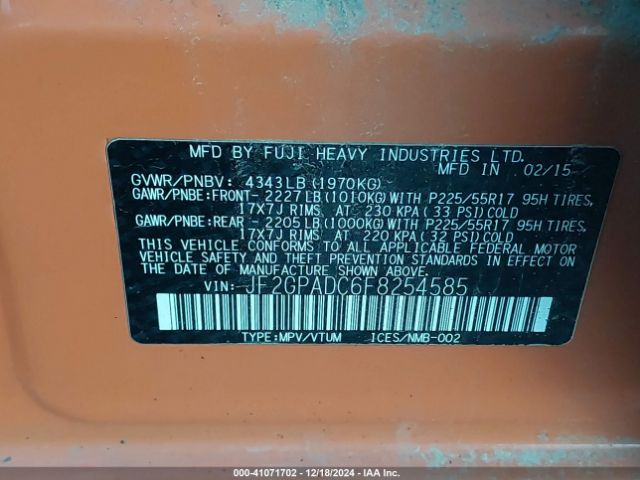 MFD BY FUJI HEAVY INDUSTRIES LTD.
MFD IN 02/15
GVWR/PNBV: 4343LB(1970KG)
GAWR/PNBE:FRONT-2227LB(1010KG)WITH P225/55R17 95H TIRES,
17X7J RIMS, AT 230 KPA(33 PSI)COLD
GAWR/PNBE:REAR -2205LB(1000KG)WITH P225/55R17 95H TIRES,
17X7J RIMS, AT 220 KPA(32 PSI)COLD
THIS VEHICLE CONFORMS TO ALL APPLICABLE FEDERAL MOTOR
VEHICLE SAFETY AND THEFT PREVENTION STANDARDS IN EFFECT ON
THE DATE OF MANUFACTURE SHOWN ABOVE.
VIN: JF2GPADC6F8254585
TYPE:MPV/VTUM ICES/NMB-002
000-41071702 - 12/18/2024 - IAA Inc.